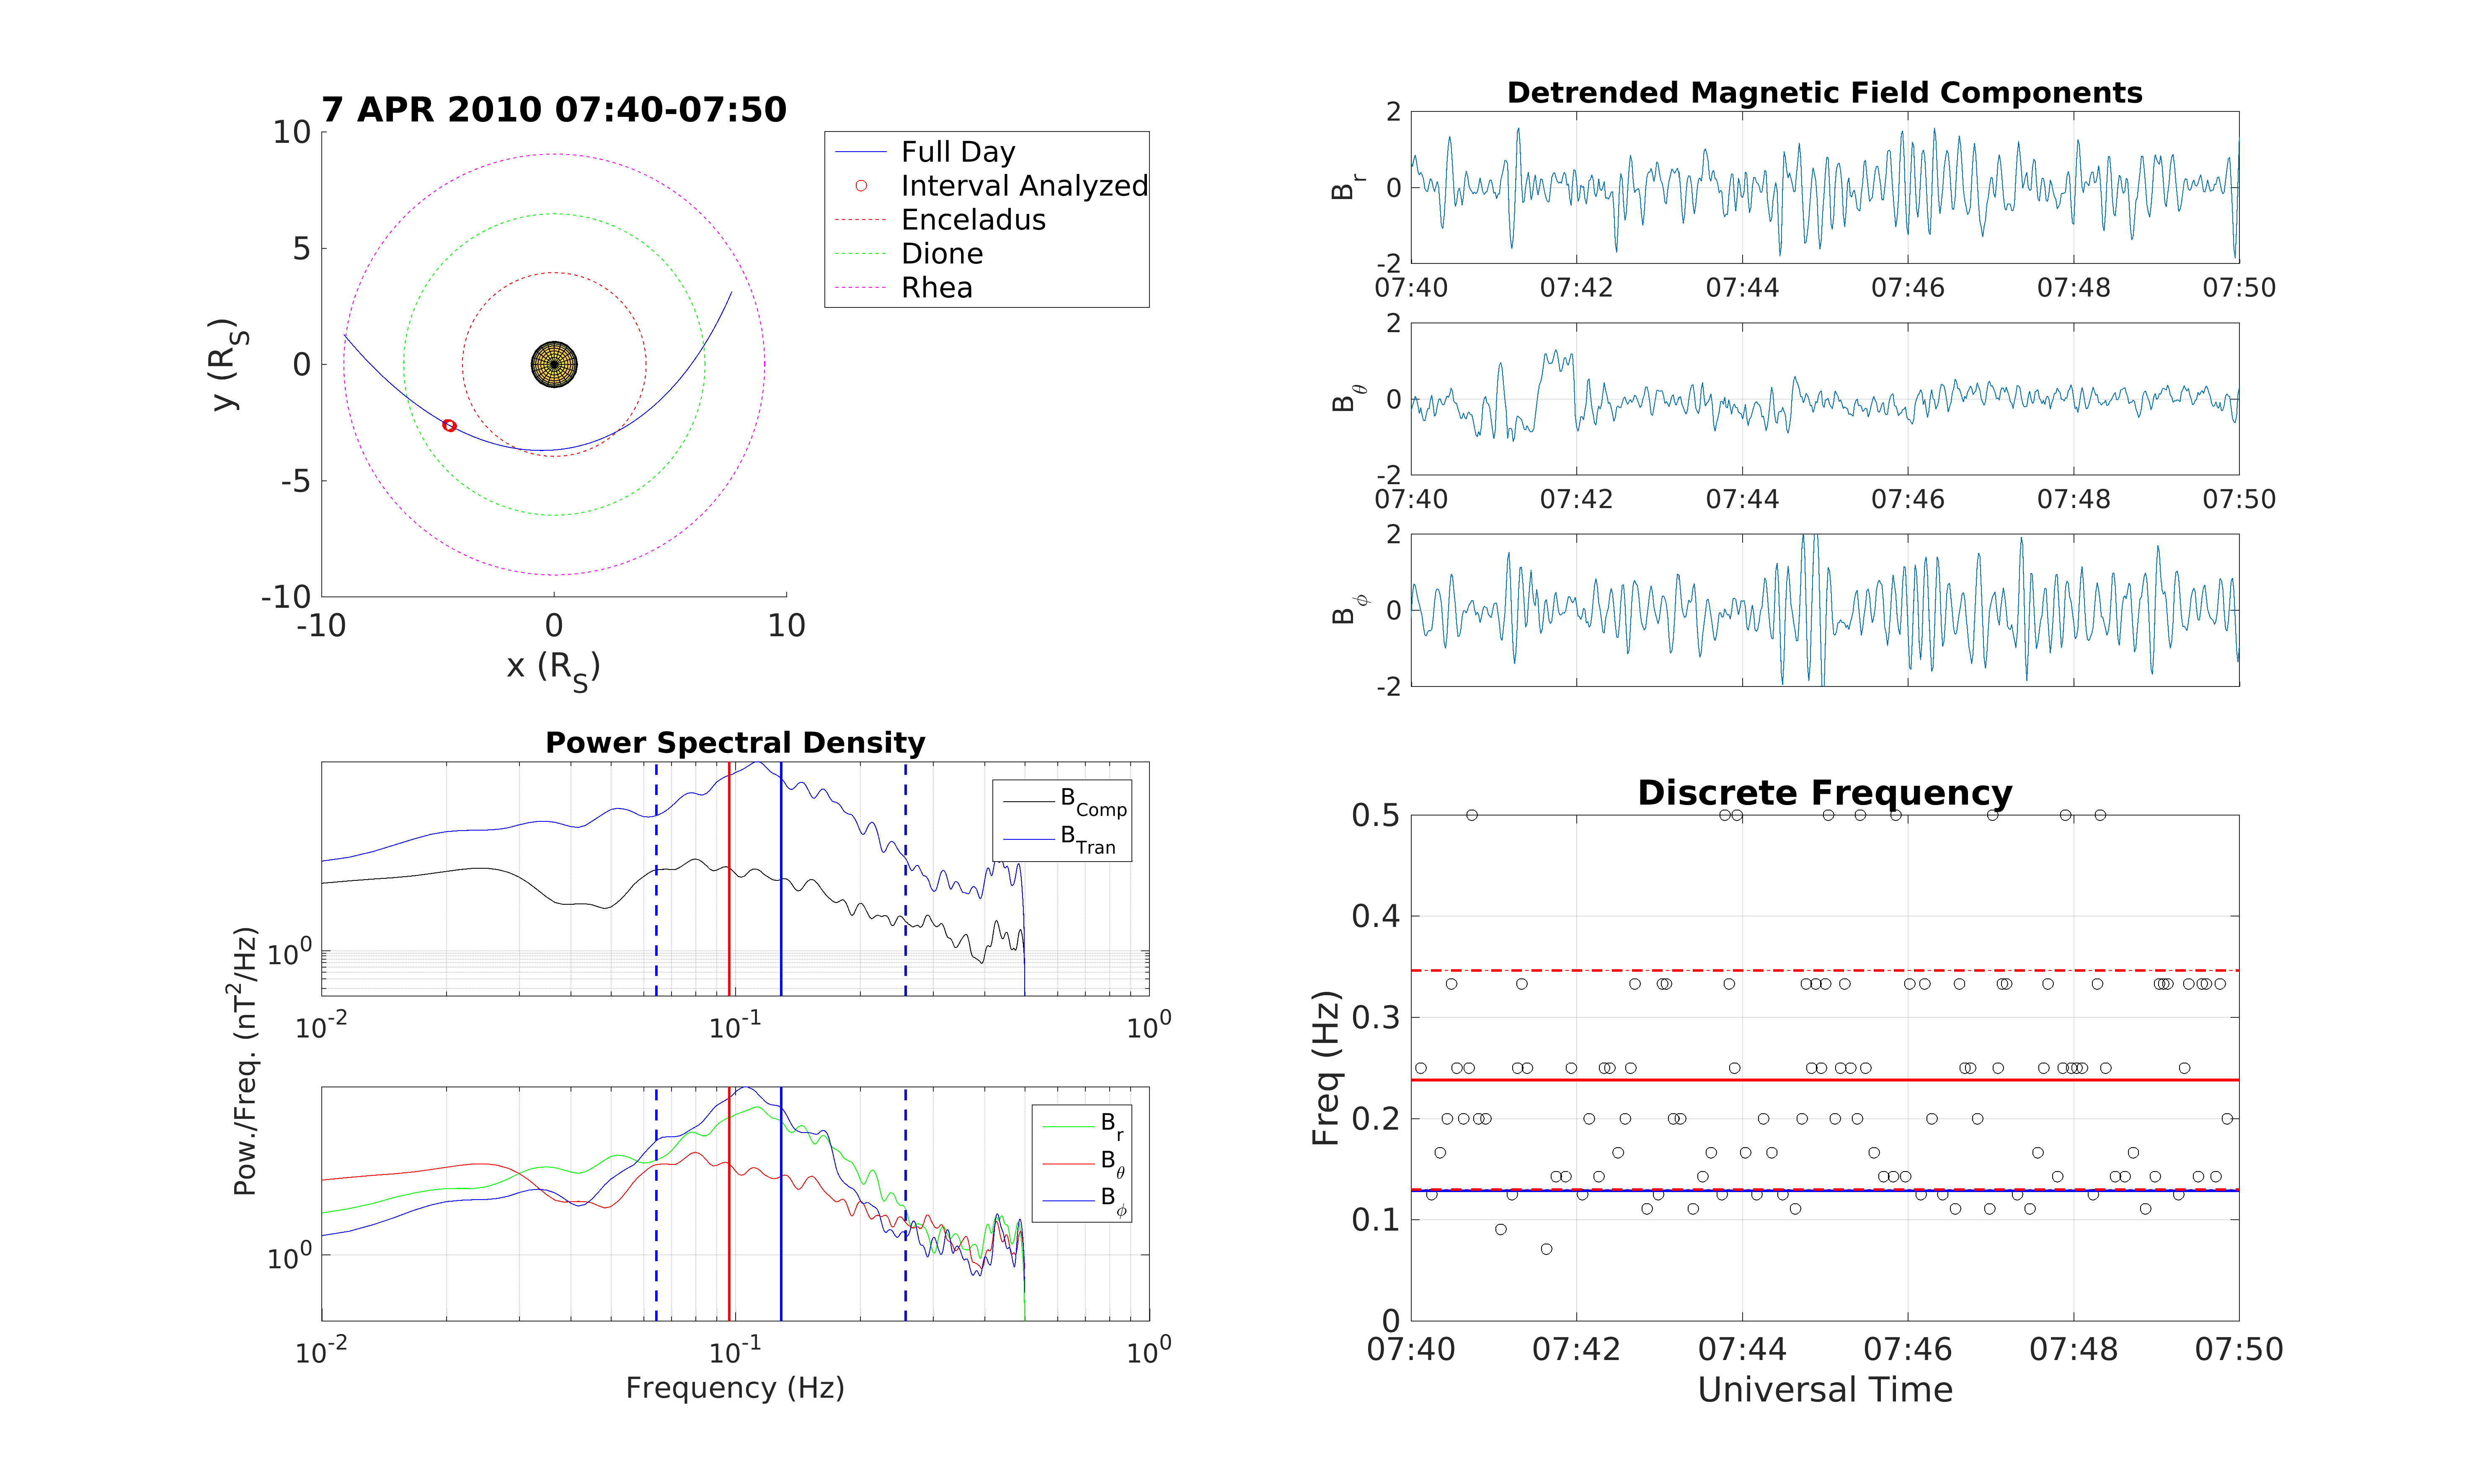 7 APR 2010 07:40-07:50
10
5
0
-5
-10
-10
0
10
y (R_S)
x (R_S)
Full Day
Interval Analyzed
Enceladus
Dione
Rhea
Detrended Magnetic Field Components
2
0
-2
B_r
07:40
07:42
07:44
07:46
07:48
07:50
2
0
-2
B_θ
07:40
07:42
07:44
07:46
07:48
07:50
2
0
-2
B_ϕ
Power Spectral Density
B_Comp
B_Tran
10^0
10^-2
10^-1
10^0
Pow./Freq. (nT^2/Hz)
B_r
B_θ
B_ϕ
10^0
10^-2
10^-1
10^0
Frequency (Hz)
Discrete Frequency
0.5
0.4
0.3
0.2
0.1
0
Freq (Hz)
07:40
07:42
07:44
07:46
07:48
07:50
Universal Time